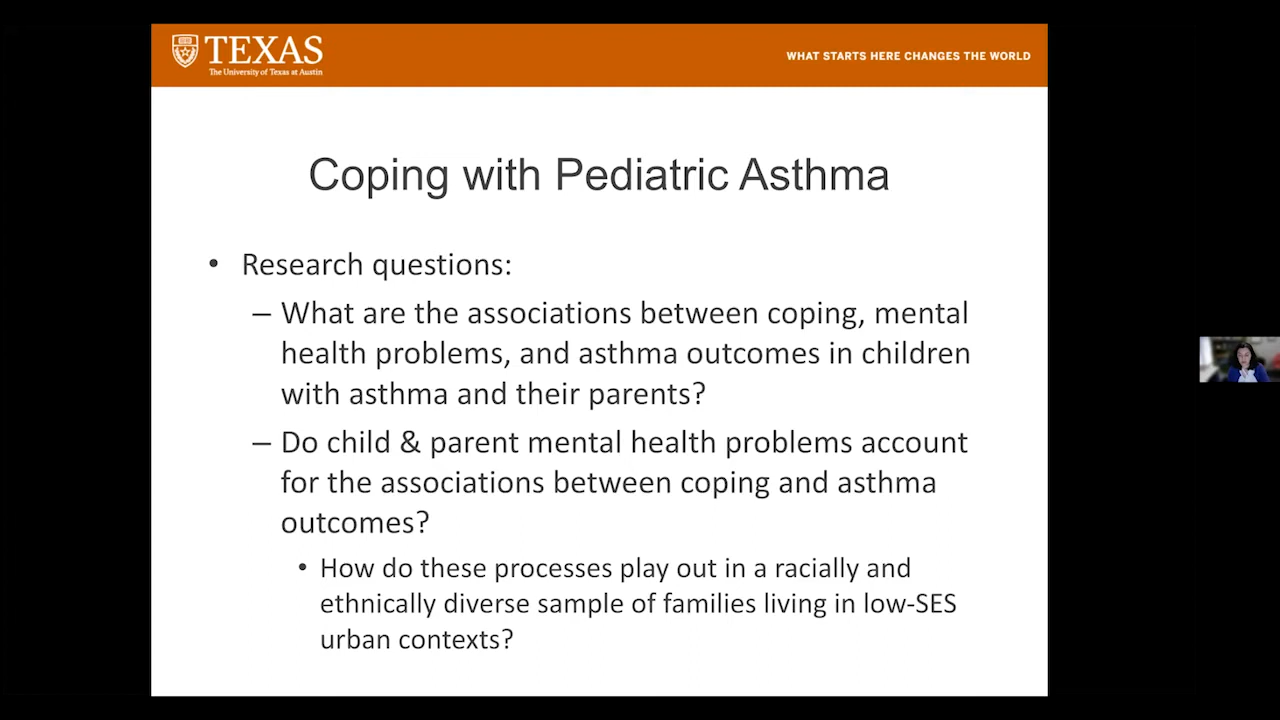 TEXAS
The University of Texas at Austin
WHAT STARTS HERE CHANGES THE WORLD
Coping with Pediatric Asthma
• Research questions:
– What are the associations between coping, mental
health problems, and asthma outcomes in children
with asthma and their parents?
– Do child & parent mental health problems account
for the associations between coping and asthma
outcomes?
• How do these processes play out in a racially and
ethnically diverse sample of families living in low-SES
urban contexts?